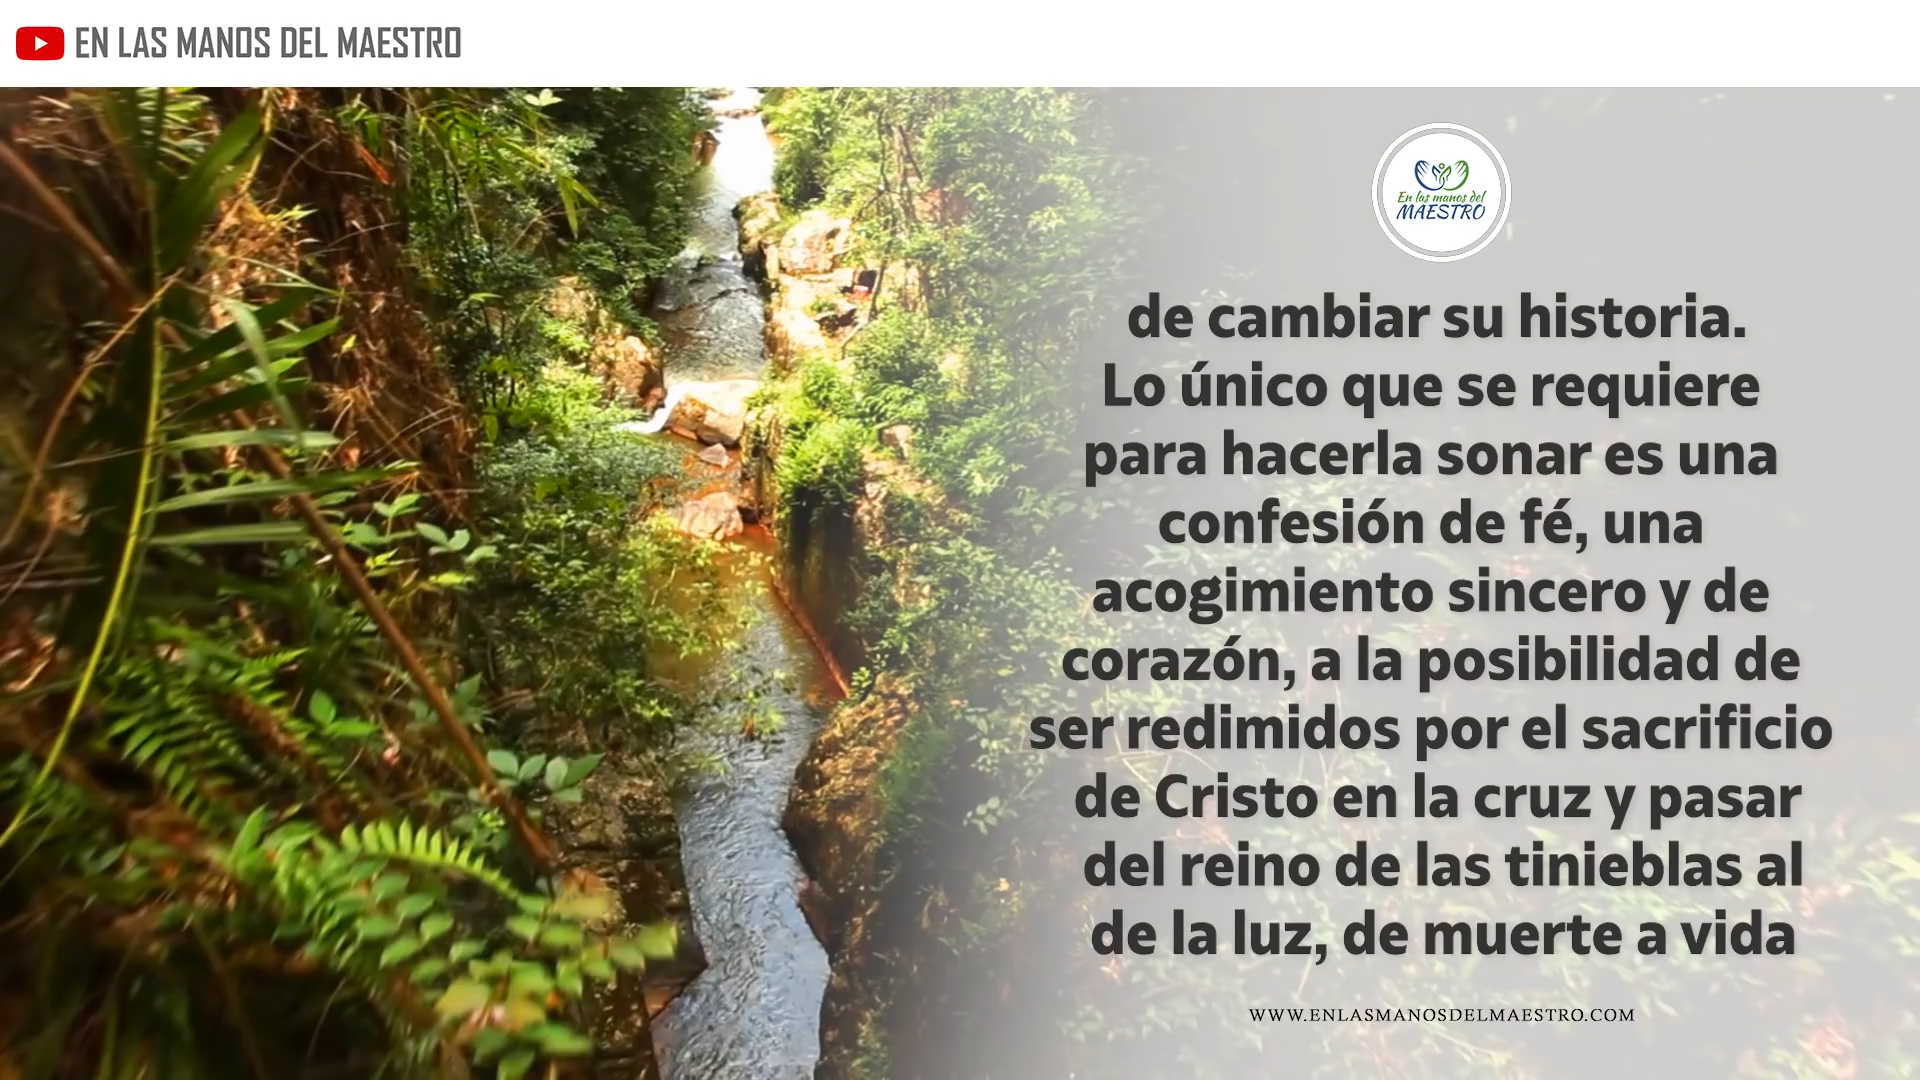 EN LAS MANOS DEL MAESTRO
En las manos del
MAESTRO
de cambiar su historia.
Lo único que se requiere
para hacerla sonar es una
confesión de fé, una
acogimiento sincero y de
corazón, a la posibilidad de
ser redimidos por el sacrificio
de Cristo en la cruz y pasar
del reino de las tinieblas al
de la luz, de muerte a vida
WWW.ENLASMANOSDELMAESTRO.COM